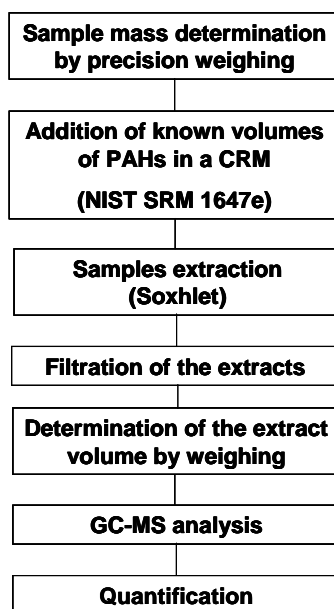 Sample mass determination
by precision weighing
Addition of known volumes
of PAHs in a CRM
(NIST SRM 1647e)
Samples extraction
(Soxhlet)
Filtration of the extracts
Determination of the extract
volume by weighing
GC-MS analysis
Quantification